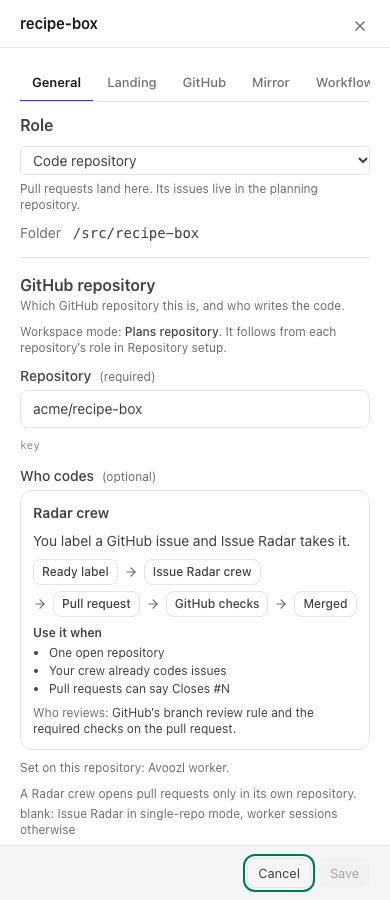 recipe-box
General Landing GitHub Mirror Workflow
Role
Code repository
Pull requests land here. Its issues live in the planning
repository.
Folder /src/recipe-box
GitHub repository
Which GitHub repository this is, and who writes the code.
Workspace mode: Plans repository. It follows from each
repository's role in Repository setup.
Repository (required)
acme/recipe-box
key
Who codes (optional)
Radar crew
You label a GitHub issue and Issue Radar takes it.
Ready label → Issue Radar crew
→ Pull request → GitHub checks → Merged
Use it when
• One open repository
• Your crew already codes issues
• Pull requests can say Closes #N
Who reviews: GitHub's branch review rule and the
required checks on the pull request.
Set on this repository: Avoozl worker.
A Radar crew opens pull requests only in its own repository.
blank: Issue Radar in single-repo mode, worker sessions
otherwise
Cancel Save